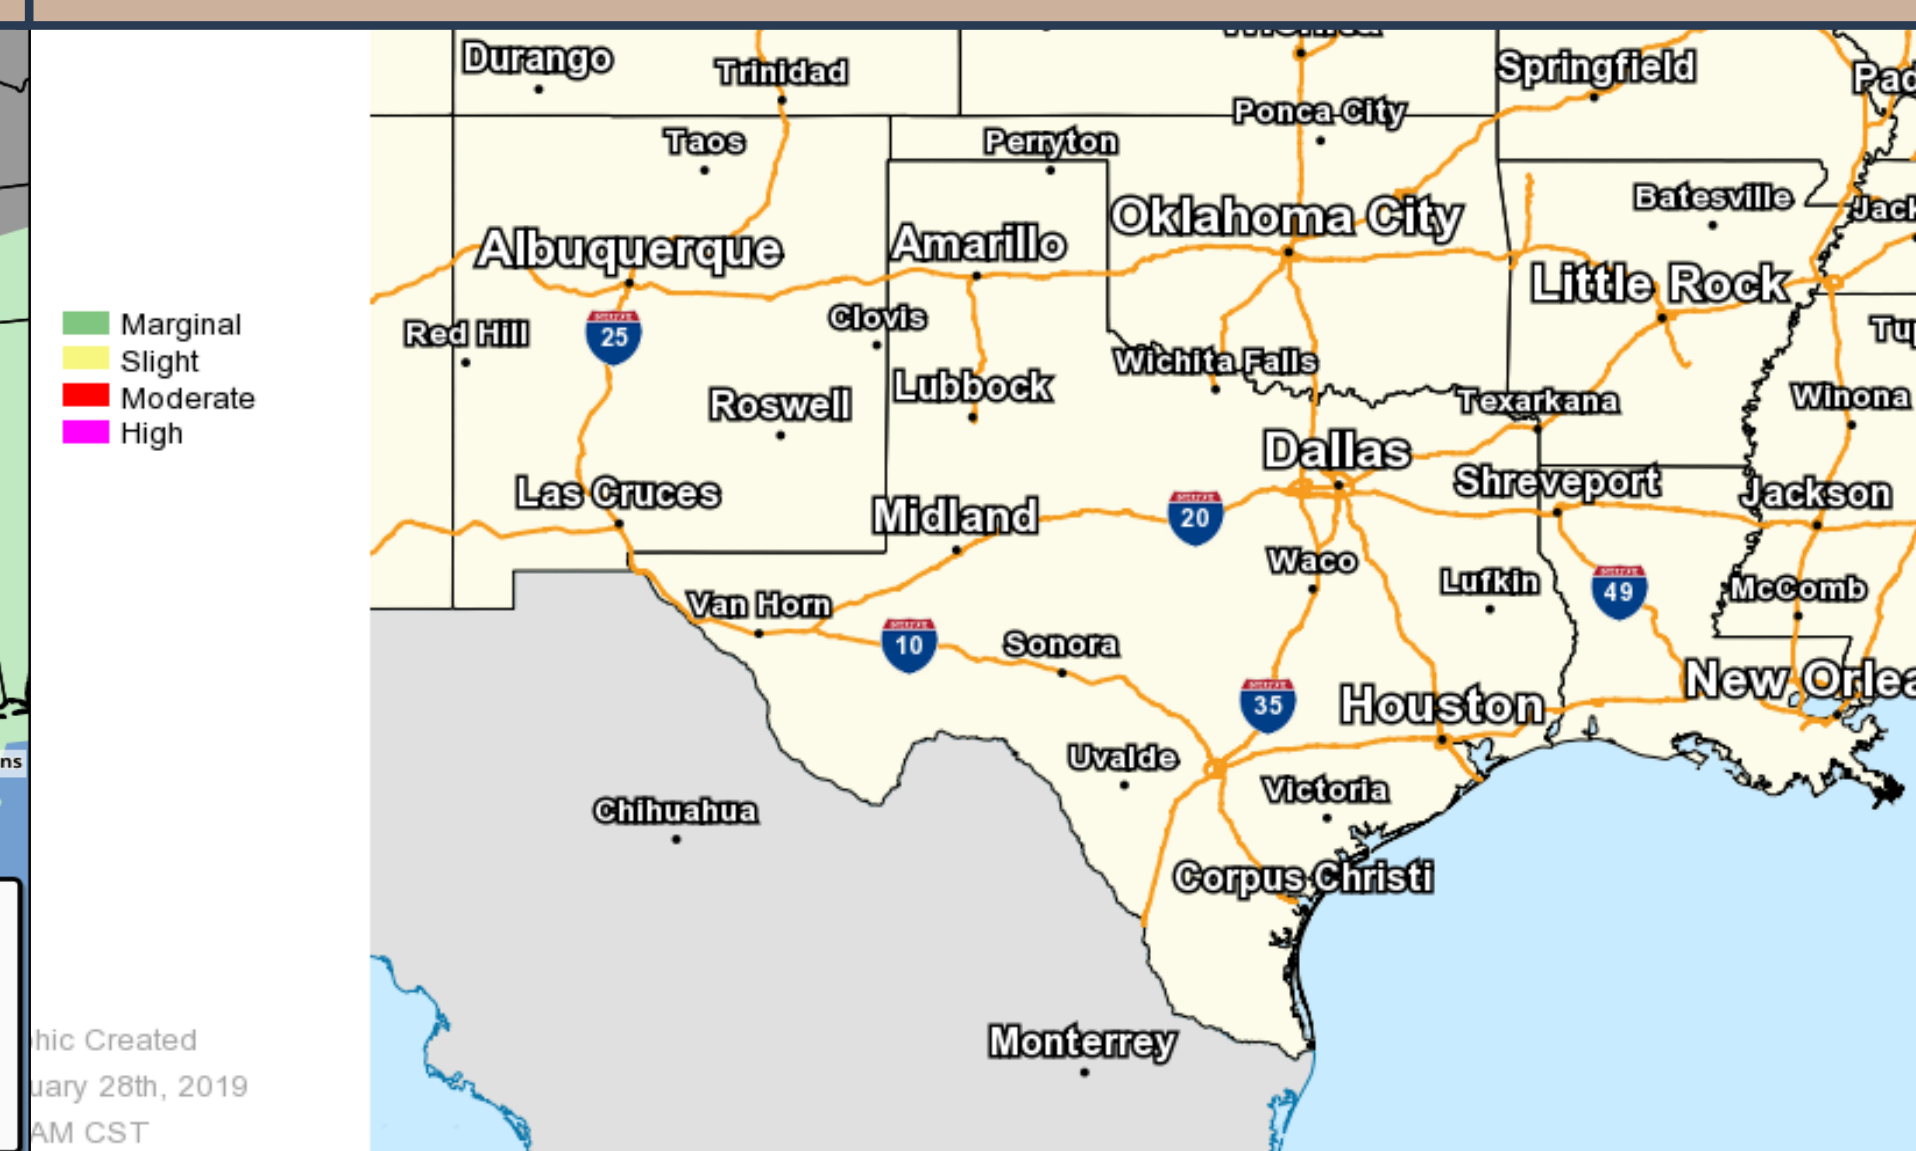 Durango
Trinidad
Springfield
Ponca City
Taos
Perryton
Batesville
Oklahoma City
Albuquerque
Amarillo
Little Rock
Marginal
Slight
Moderate
High
Red Hill
25
Clovis
Wichita Falls
Lubbock
Roswell
Texarkana
Winona
Dallas
Las Cruces
Midland
20
Shreveport
Jackson
Waco
Lufkin
49
McComb
Van Horn
10
Sonora
35
Houston
New Orlea
Uvalde
Victoria
Chihuahua
Corpus Christi
hic Created
uary 28th, 2019
AM CST
Monterrey
ns